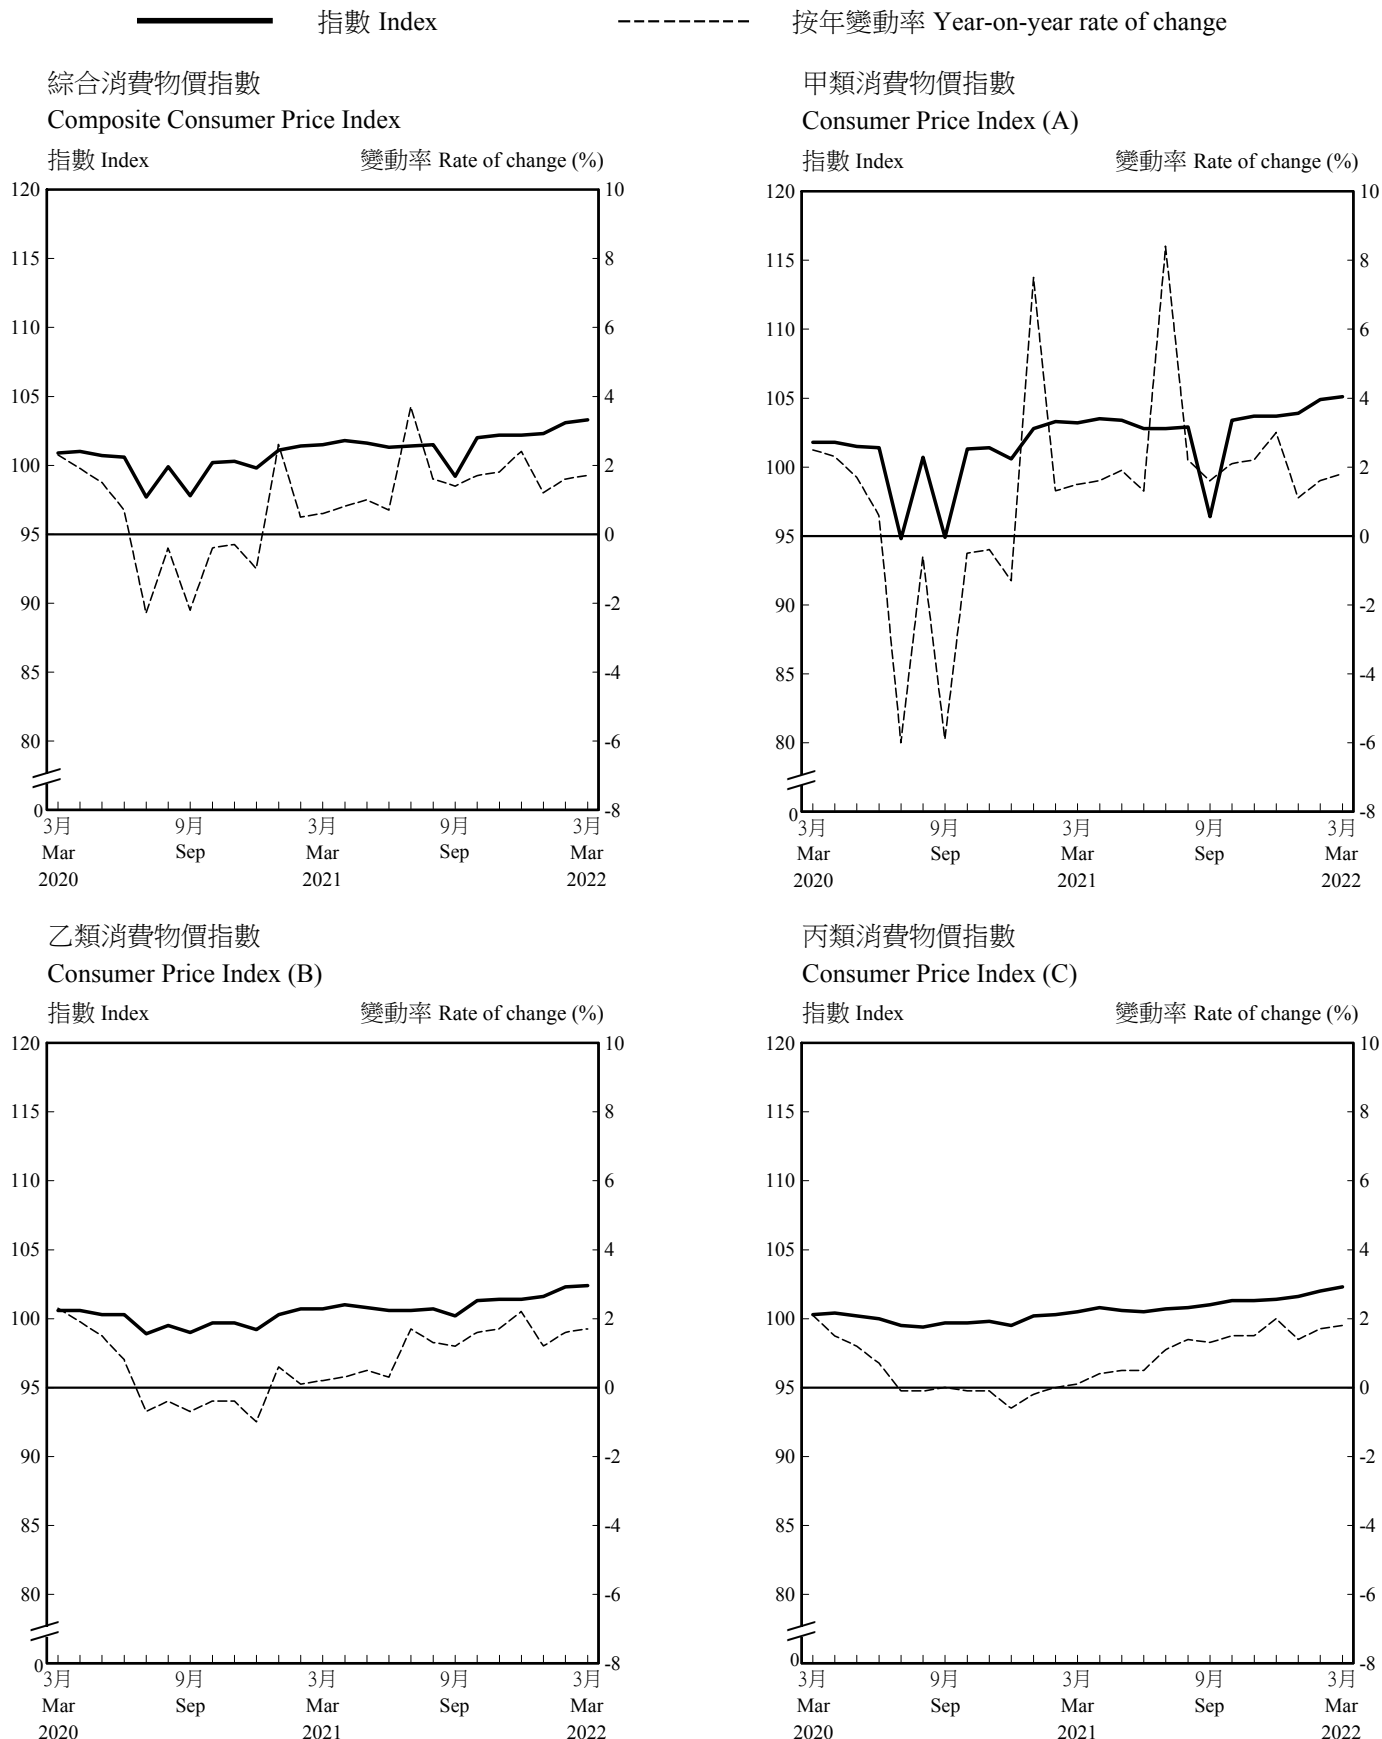 指數 Index 按年變動率 Year-on-year rate of change
綜合消費物價指數
Composite Consumer Price Index
指數 Index 變動率 Rate of change (%)
120 10
115 8
110 6
105 4
100 2
95 0
90 -2
85 -4
80 -6
0 -8
3月 9月 3月 9月 3月
Mar Sep Mar Sep Mar
2020 2021 2022
甲類消費物價指數
Consumer Price Index (A)
指數 Index 變動率 Rate of change (%)
120 10
115 8
110 6
105 4
100 2
95 0
90 -2
85 -4
80 -6
0 -8
3月 9月 3月 9月 3月
Mar Sep Mar Sep Mar
2020 2021 2022
乙類消費物價指數
Consumer Price Index (B)
指數 Index 變動率 Rate of change (%)
120 10
115 8
110 6
105 4
100 2
95 0
90 -2
85 -4
80 -6
0 -8
3月 9月 3月 9月 3月
Mar Sep Mar Sep Mar
2020 2021 2022
丙類消費物價指數
Consumer Price Index (C)
指數 Index 變動率 Rate of change (%)
120 10
115 8
110 6
105 4
100 2
95 0
90 -2
85 -4
80 -6
0 -8
3月 9月 3月 9月 3月
Mar Sep Mar Sep Mar
2020 2021 2022